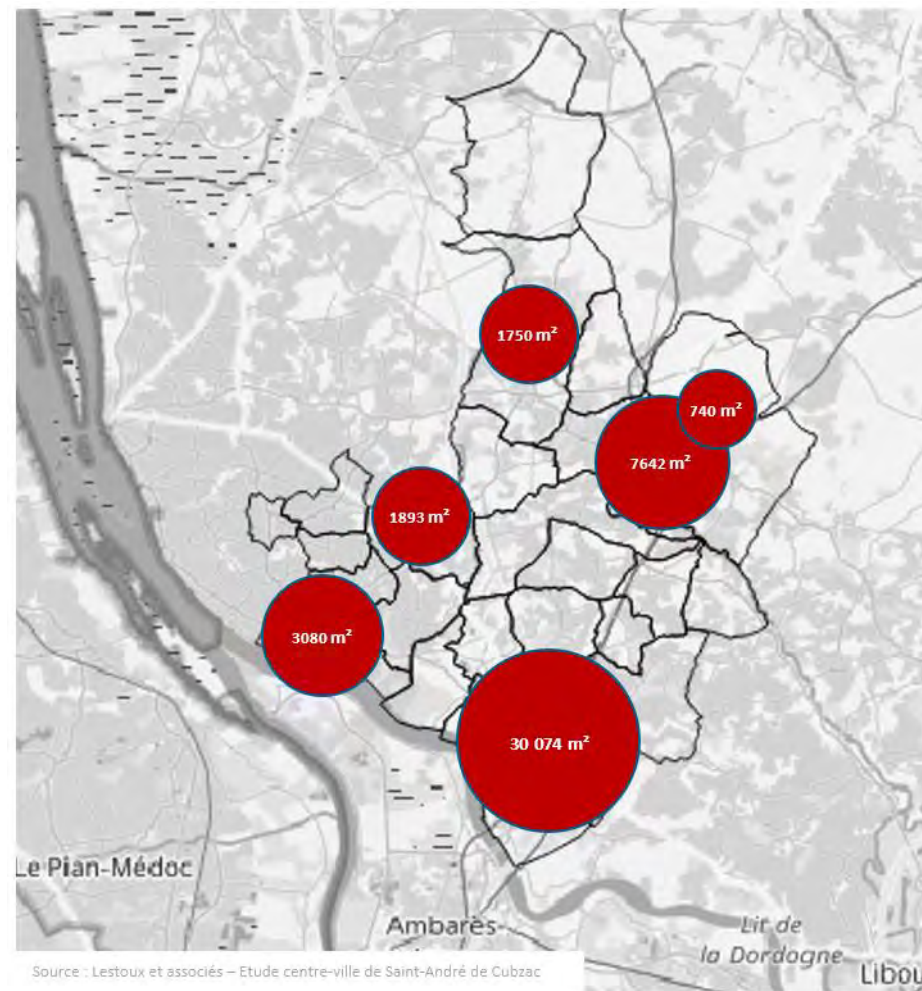 1750 m²
740 m²
7642 m²
1893 m²
3080 m²
30 074 m²
Le Pian-Médoc
Ambarès-
Lit de
la Dordogne
Source : Lestoux et associés – Etude centre-ville de Saint-André de Cubzac
Libou